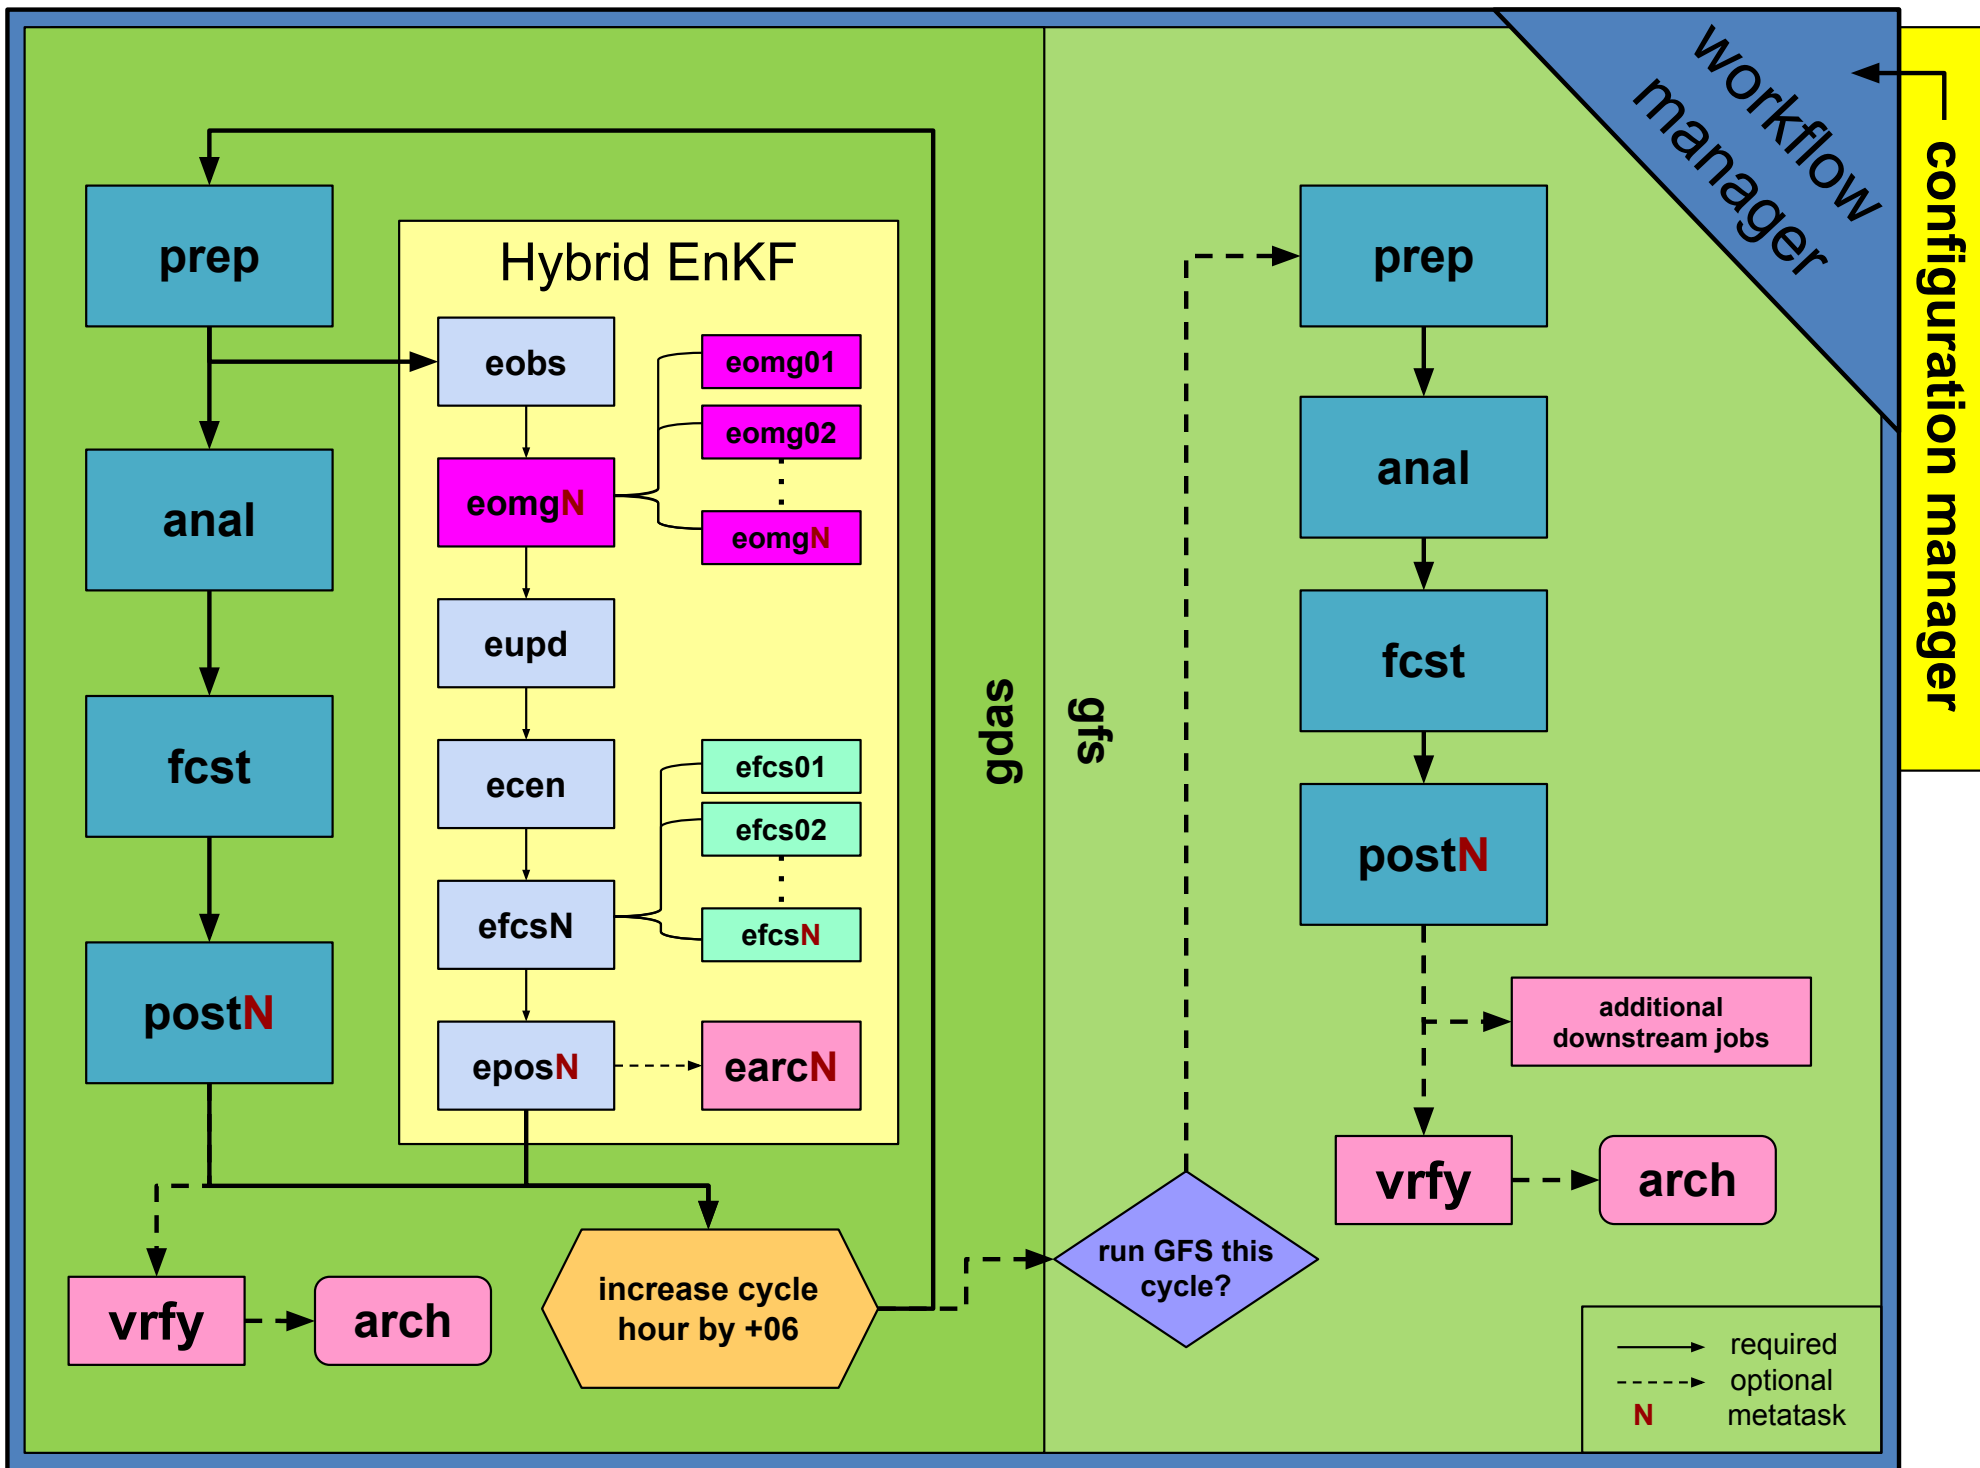 workflow
manager
configuration manager
prep
anal
fcst
postN
vrfy
arch
Hybrid EnKF
eobs
eomgN
eomg01
eomg02
eomgN
eupd
ecen
efcsN
efcs01
efcs02
efcsN
eposN
earcN
increase cycle
hour by +06
gdas
gfs
run GFS this
cycle?
prep
anal
fcst
postN
additional
downstream jobs
vrfy
arch
required
optional
N metatask